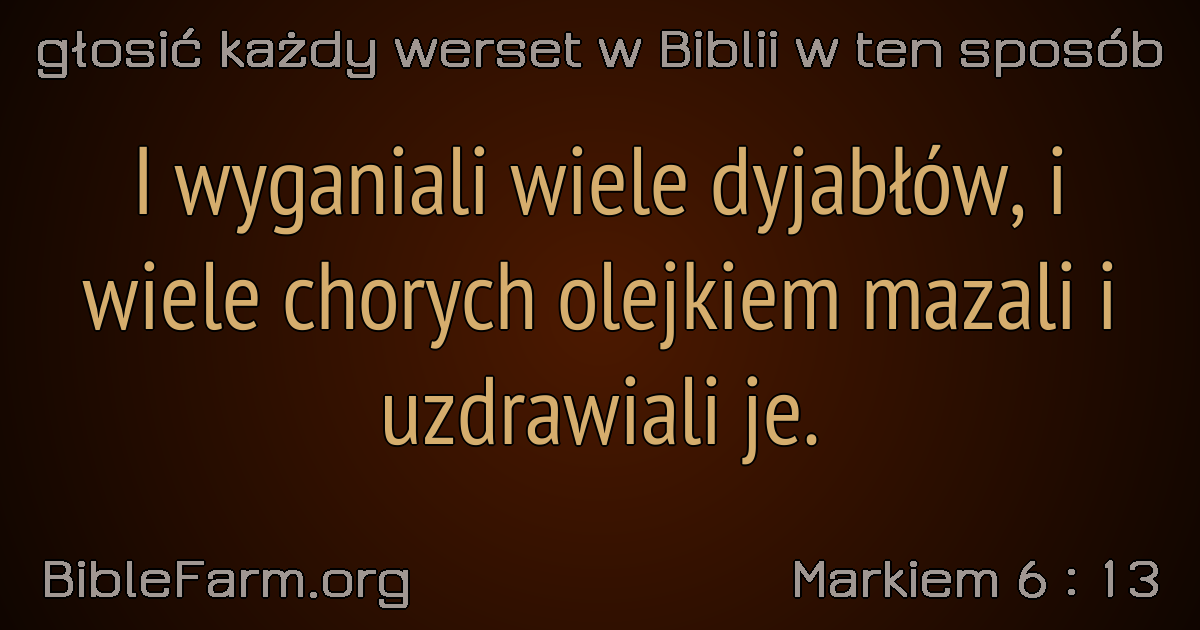 głosić każdy werset w Biblii w ten sposób
I wyganiali wiele dyjabłów, i
wiele chorych olejkiem mazali i
uzdrawiali je.
BibleFarm.org
Markiem 6 : 13